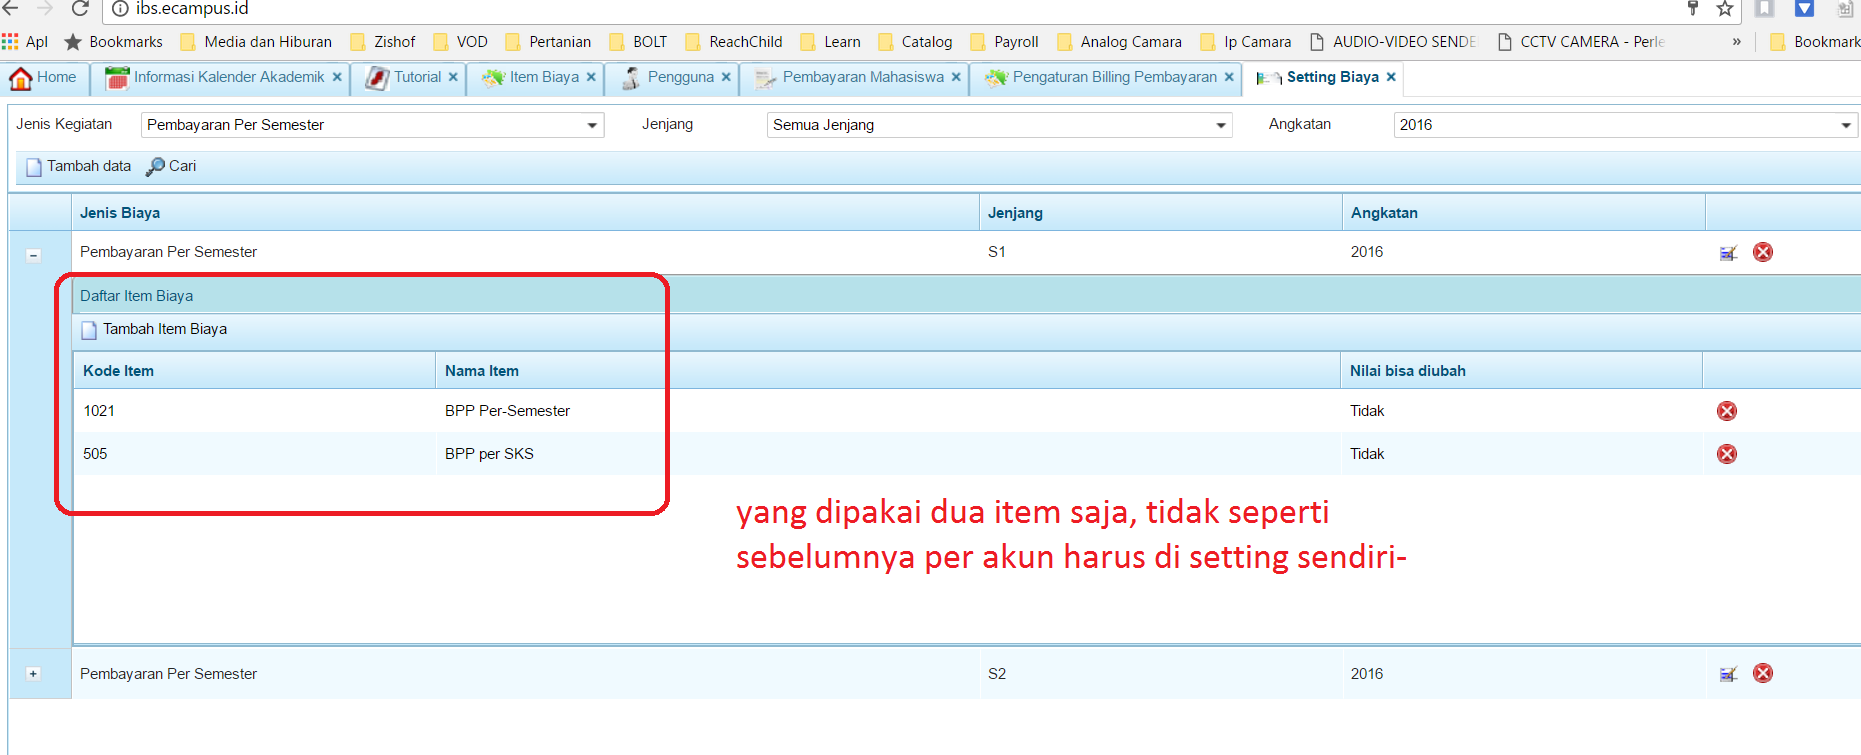 ibs.ecampus.id
Apl Bookmarks Media dan Hiburan Zishof VOD Pertanian BOLT ReachChild Learn Catalog Payroll Analog Camara Ip Camara AUDIO-VIDEO SENDE CCTV CAMERA - Perle » Bookmark
Home Informasi Kalender Akademik Tutorial Item Biaya Pengguna Pembayaran Mahasiswa Pengaturan Billing Pembayaran Setting Biaya
Jenis Kegiatan Pembayaran Per Semester Jenjang Semua Jenjang Angkatan 2016
Tambah data Cari
Jenis Biaya Jenjang Angkatan
Pembayaran Per Semester S1 2016
Daftar Item Biaya
Tambah Item Biaya
Kode Item Nama Item Nilai bisa diubah
1021 BPP Per-Semester Tidak
505 BPP per SKS Tidak
yang dipakai dua item saja, tidak seperti
sebelumnya per akun harus di setting sendiri-
Pembayaran Per Semester S2 2016